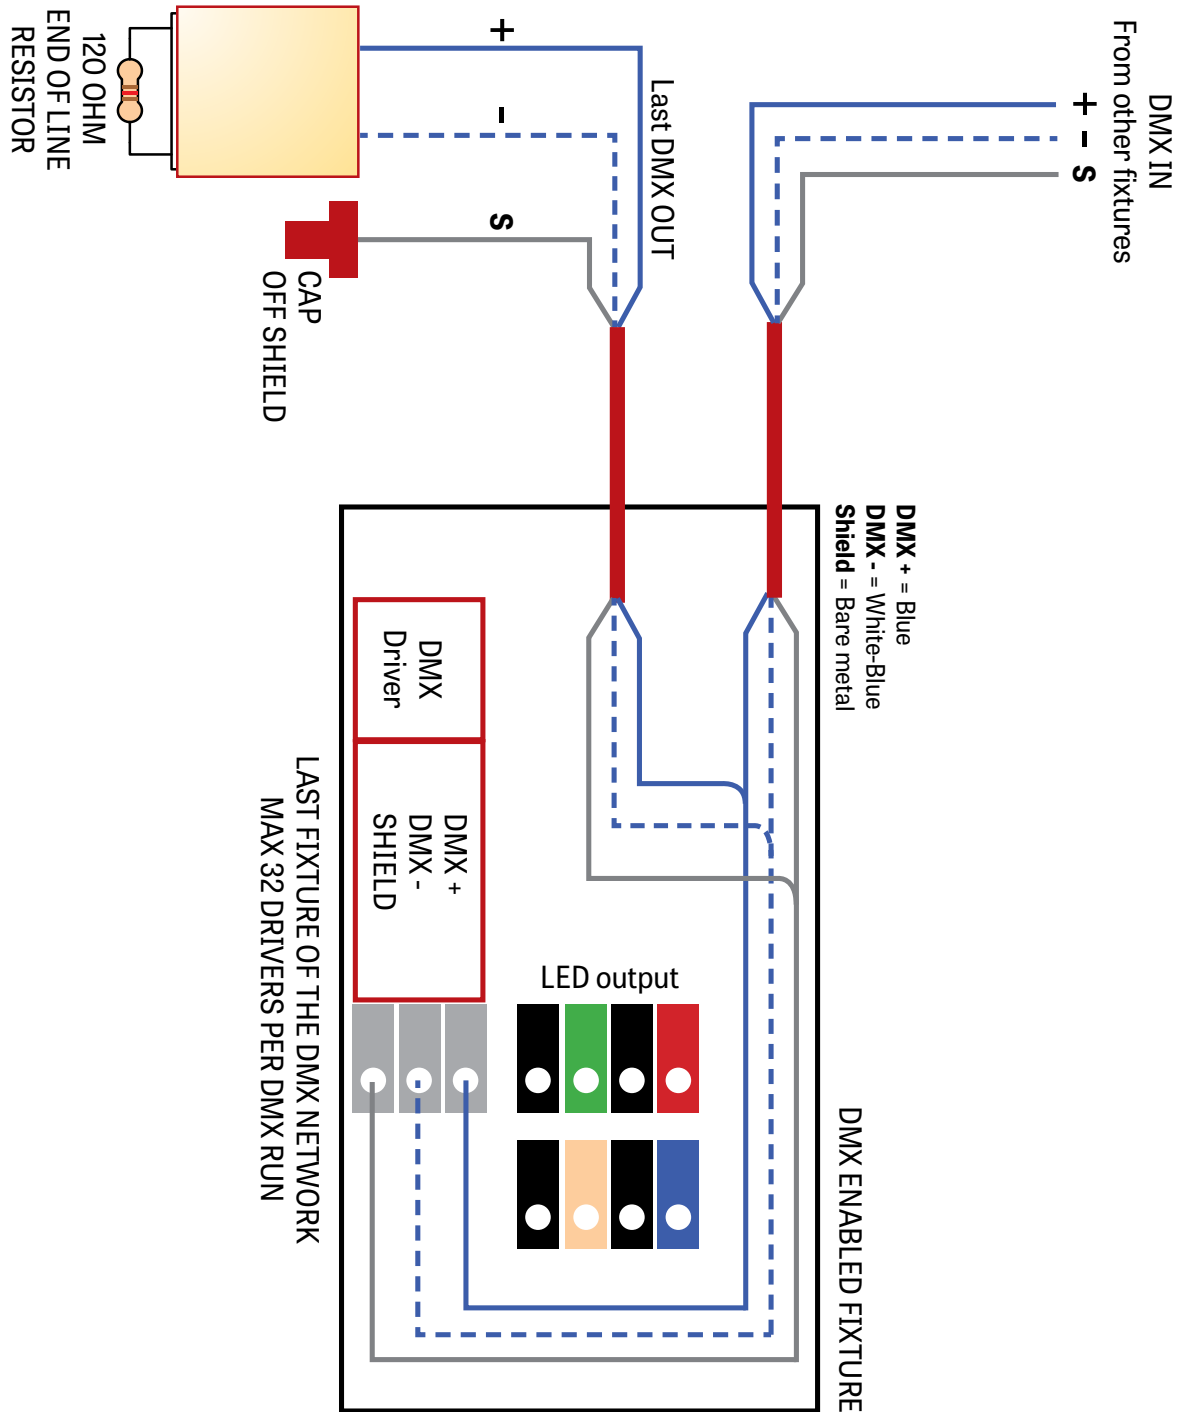 DMX IN
From other fixtures
+
-
S
Last DMX OUT
+
-
S
120 OHM
END OF LINE
RESISTOR
CAP
OFF SHIELD
DMX + = Blue
DMX - = White-Blue
Shield = Bare metal
DMX ENABLED FIXTURE
LED output
DMX
Driver
DMX +
DMX -
SHIELD
LAST FIXTURE OF THE DMX NETWORK
MAX 32 DRIVERS PER DMX RUN